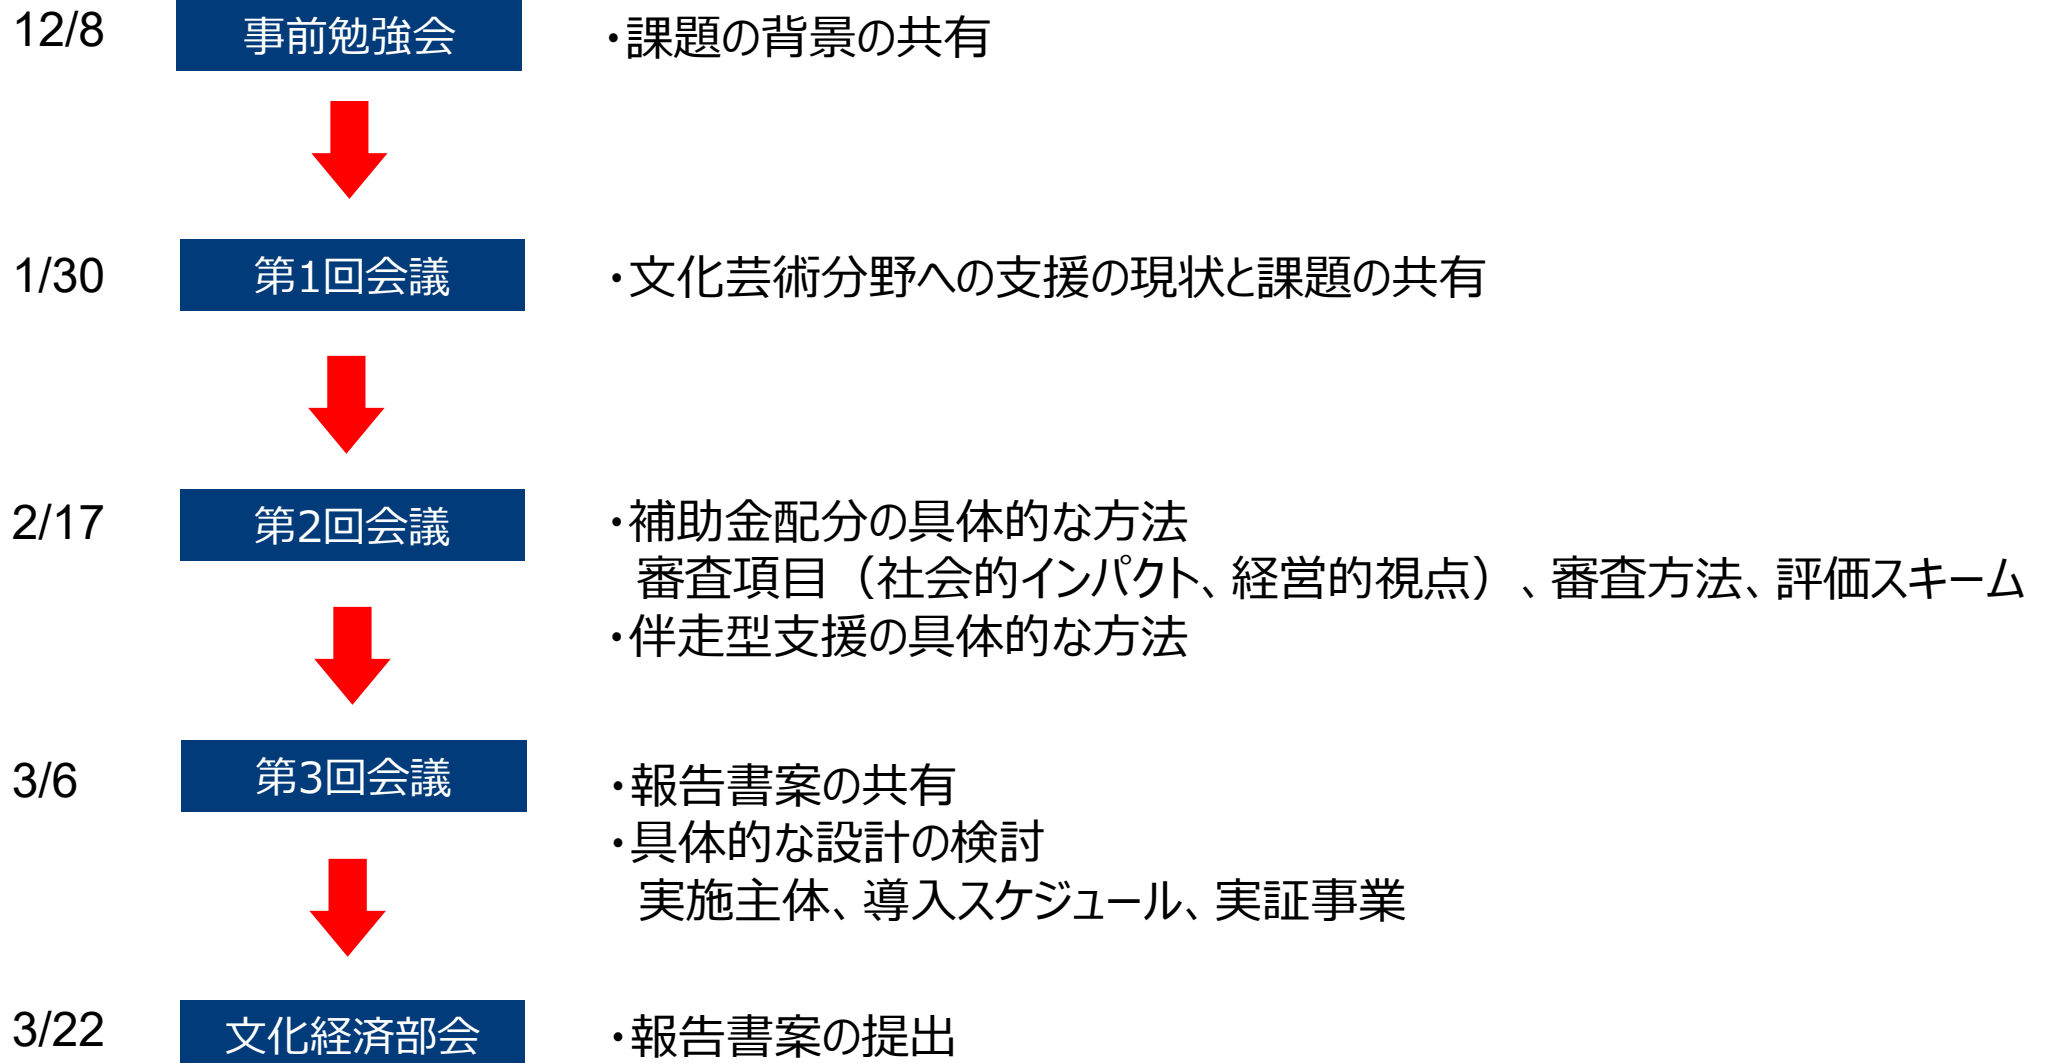 12/8 事前勉強会 ・課題の背景の共有
1/30 第1回会議 ・文化芸術分野への支援の現状と課題の共有
2/17 第2回会議 ・補助金配分の具体的な方法
審査項目（社会的インパクト、経営的視点）、審査方法、評価スキーム
・伴走型支援の具体的な方法
3/6 第3回会議 ・報告書案の共有
・具体的な設計の検討
実施主体、導入スケジュール、実証事業
3/22 文化経済部会 ・報告書案の提出